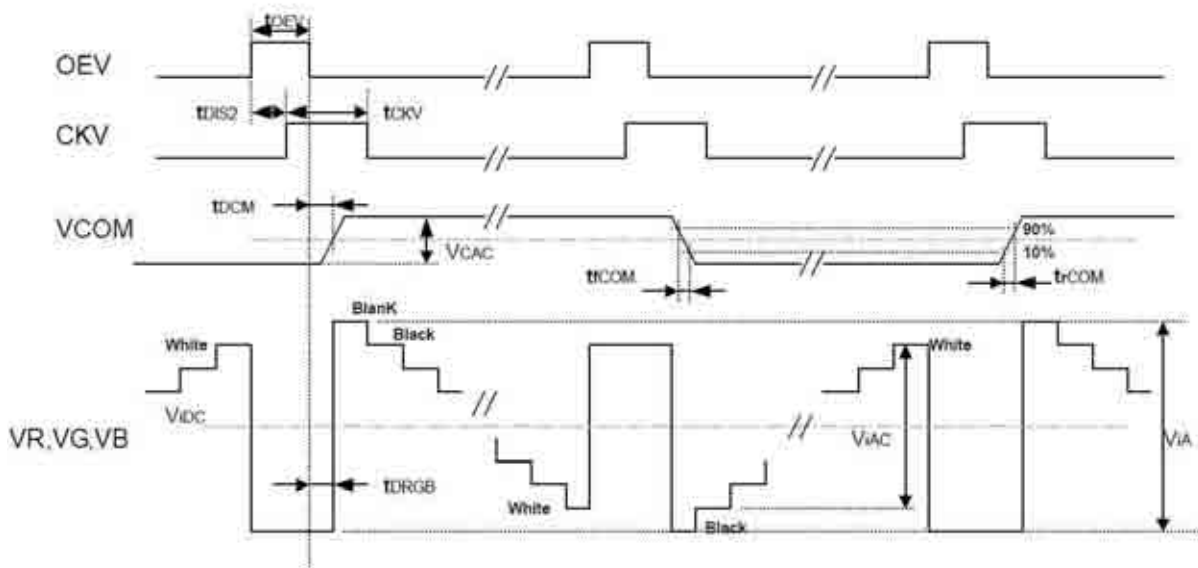 tOEV
OEV
tDIS2
tCKV
CKV
tDCM
VCOM
VCAC
90%
10%
tfCOM
trCOM
BlanK
White
Black
White
ViDC
VR,VG,VB
ViAC
ViA
tDRGB
White
Black